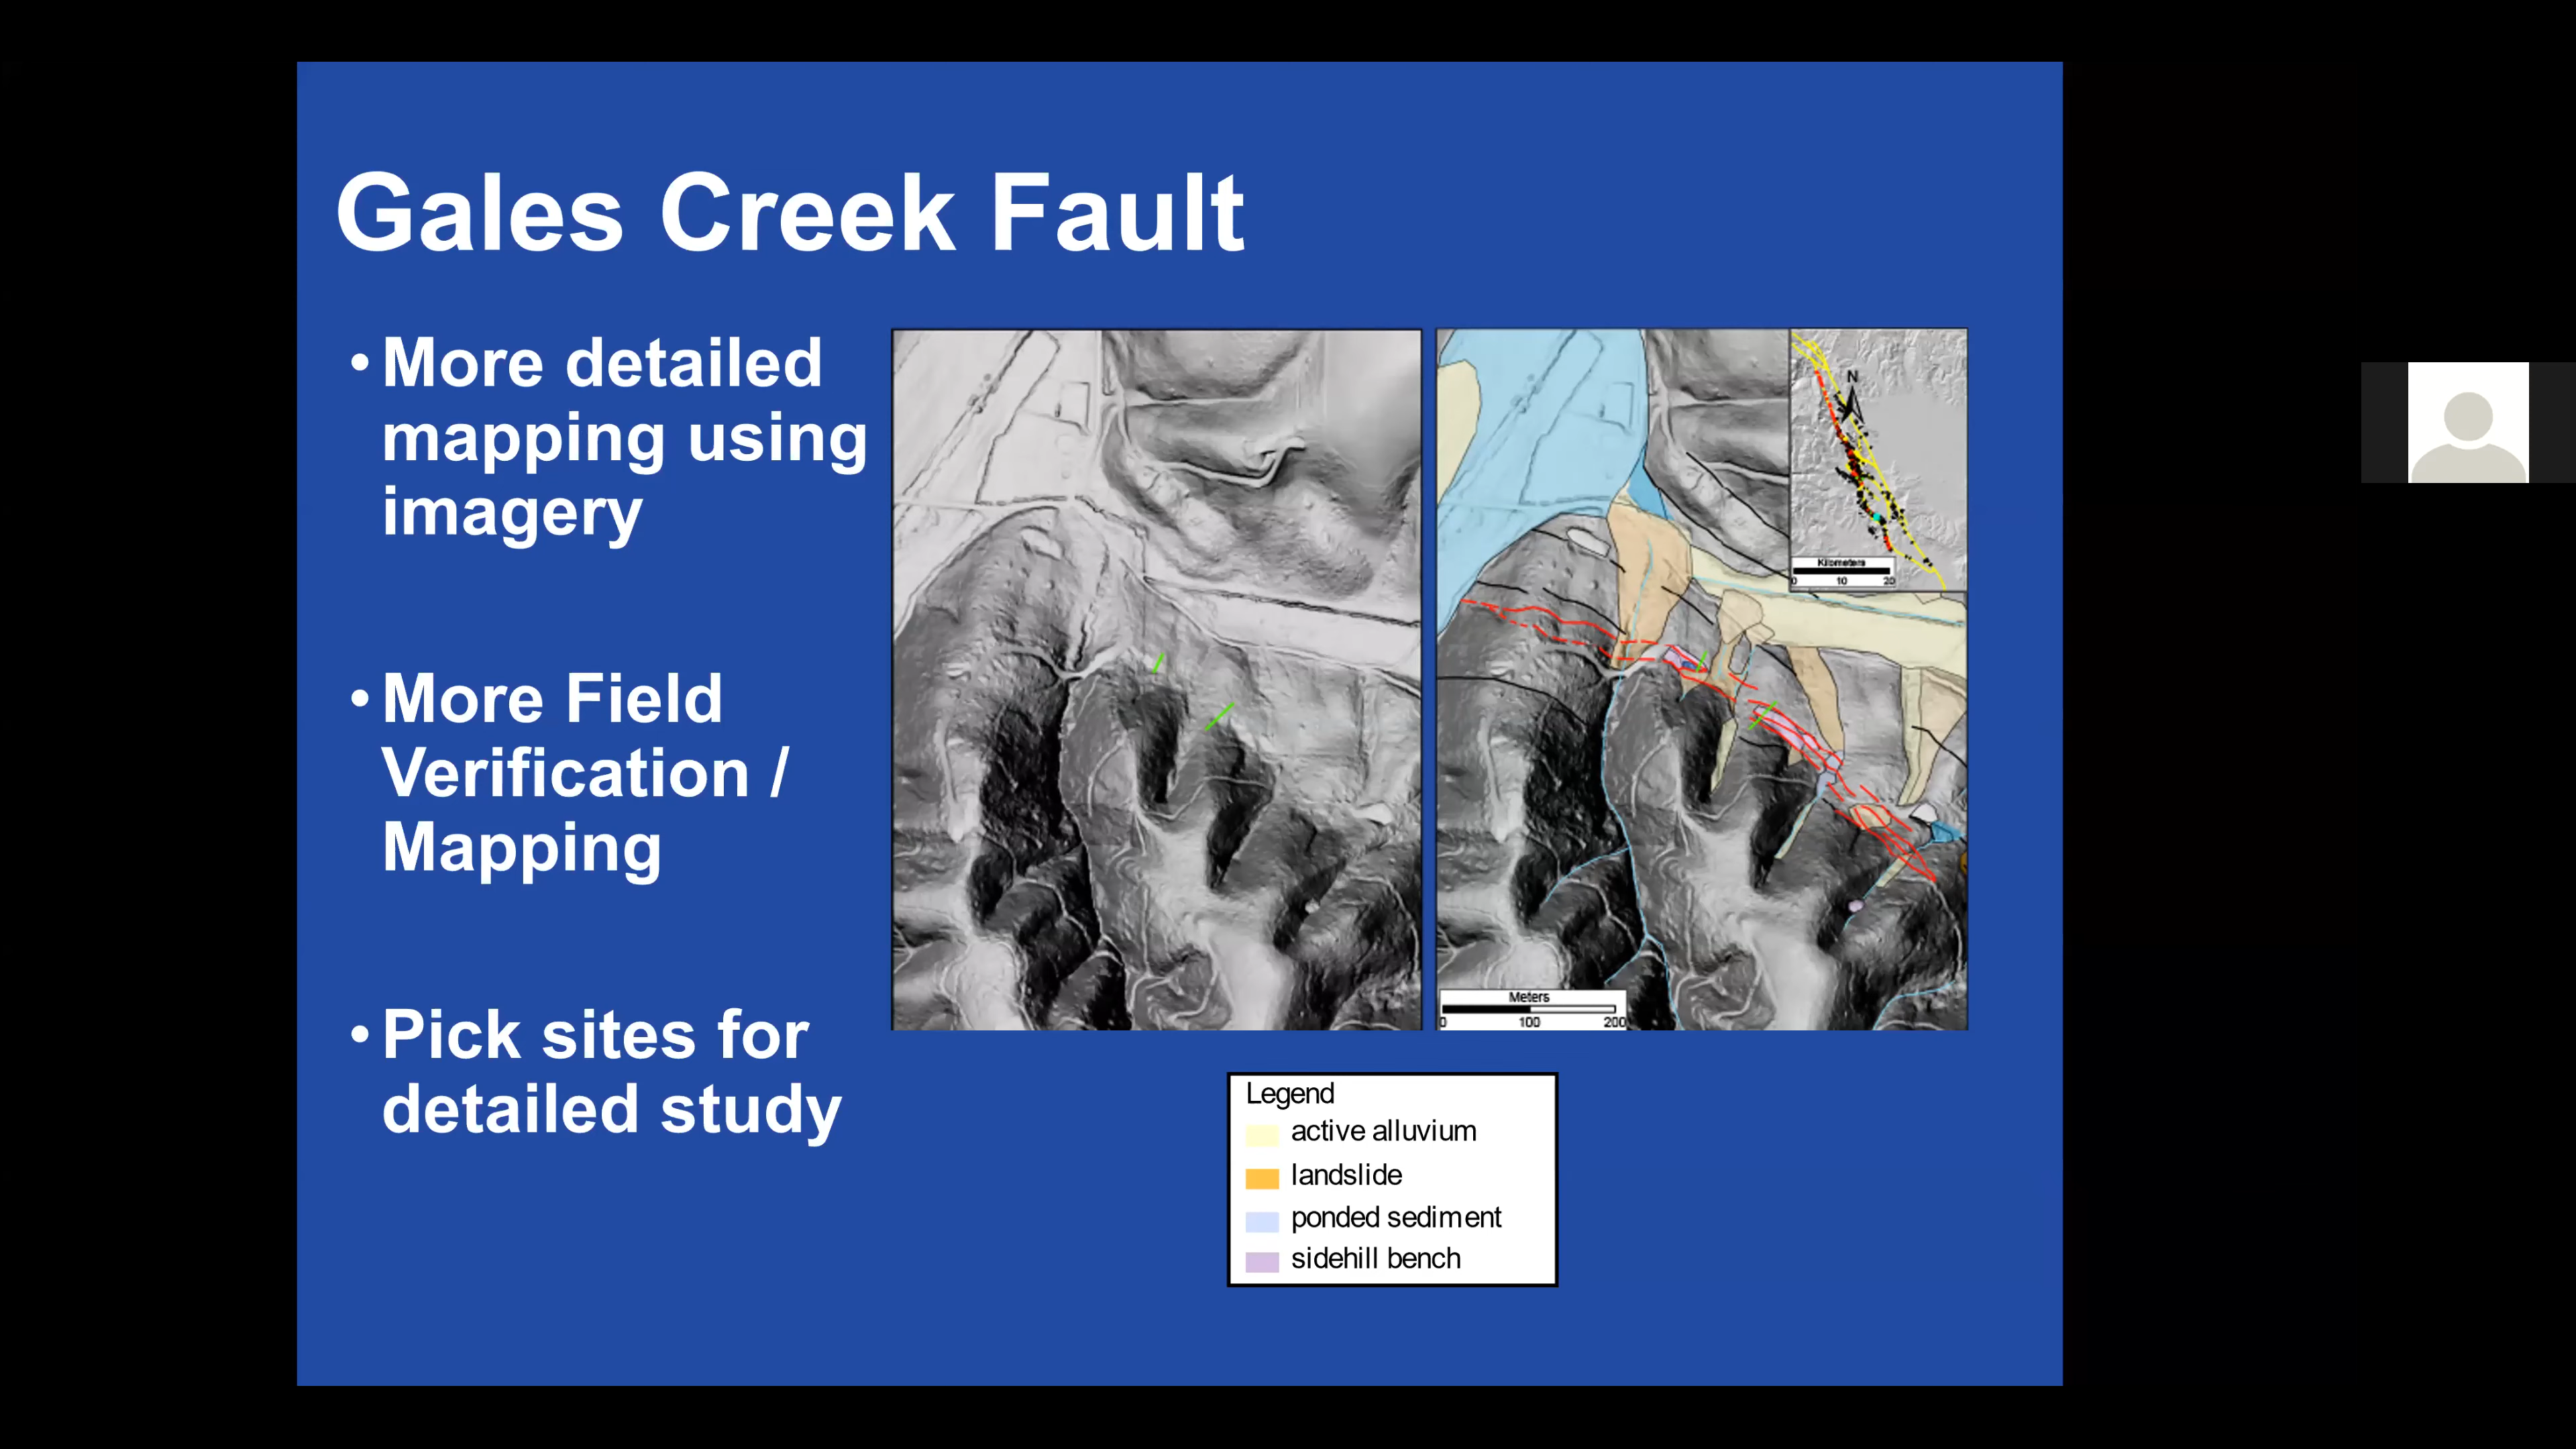 Gales Creek Fault
• More detailed
mapping using
imagery
• More Field
Verification /
Mapping
• Pick sites for
detailed study
N
Kilometers
0 10 20
Meters
0 100 200
Legend
active alluvium
landslide
ponded sediment
sidehill bench